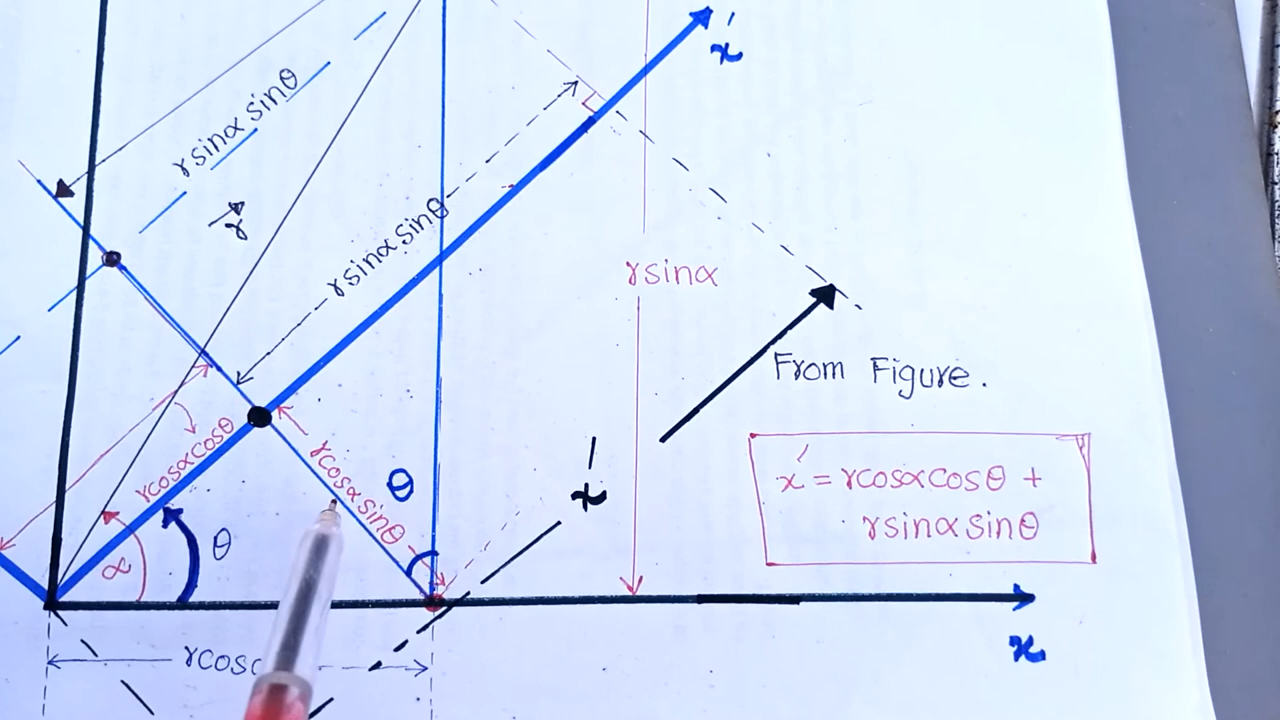 x'
r sinα sinθ
r
r sinα sinθ
r sinα
From Figure.
r cosα cosθ
r cosα sinθ
θ
x'
x' = r cosα cosθ +
r sinα sinθ
α
θ
x